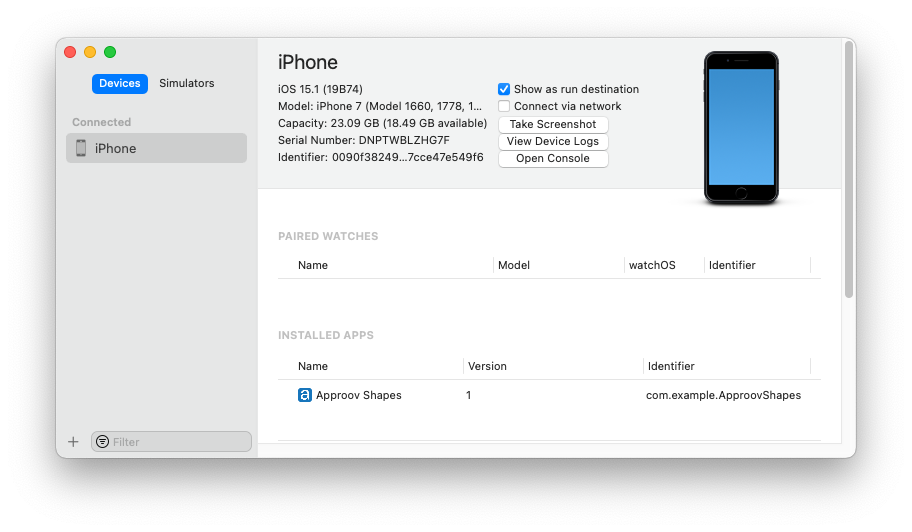 Devices Simulators
Connected
iPhone
Filter
iPhone
iOS 15.1 (19B74)
Model: iPhone 7 (Model 1660, 1778, 1...
Capacity: 23.09 GB (18.49 GB available)
Serial Number: DNPTWBLZHG7F
Identifier: 0090f38249...7cce47e549f6
Show as run destination
Connect via network
Take Screenshot
View Device Logs
Open Console
PAIRED WATCHES
Name Model watchOS Identifier
INSTALLED APPS
Name Version Identifier
a Approov Shapes 1 com.example.ApproovShapes